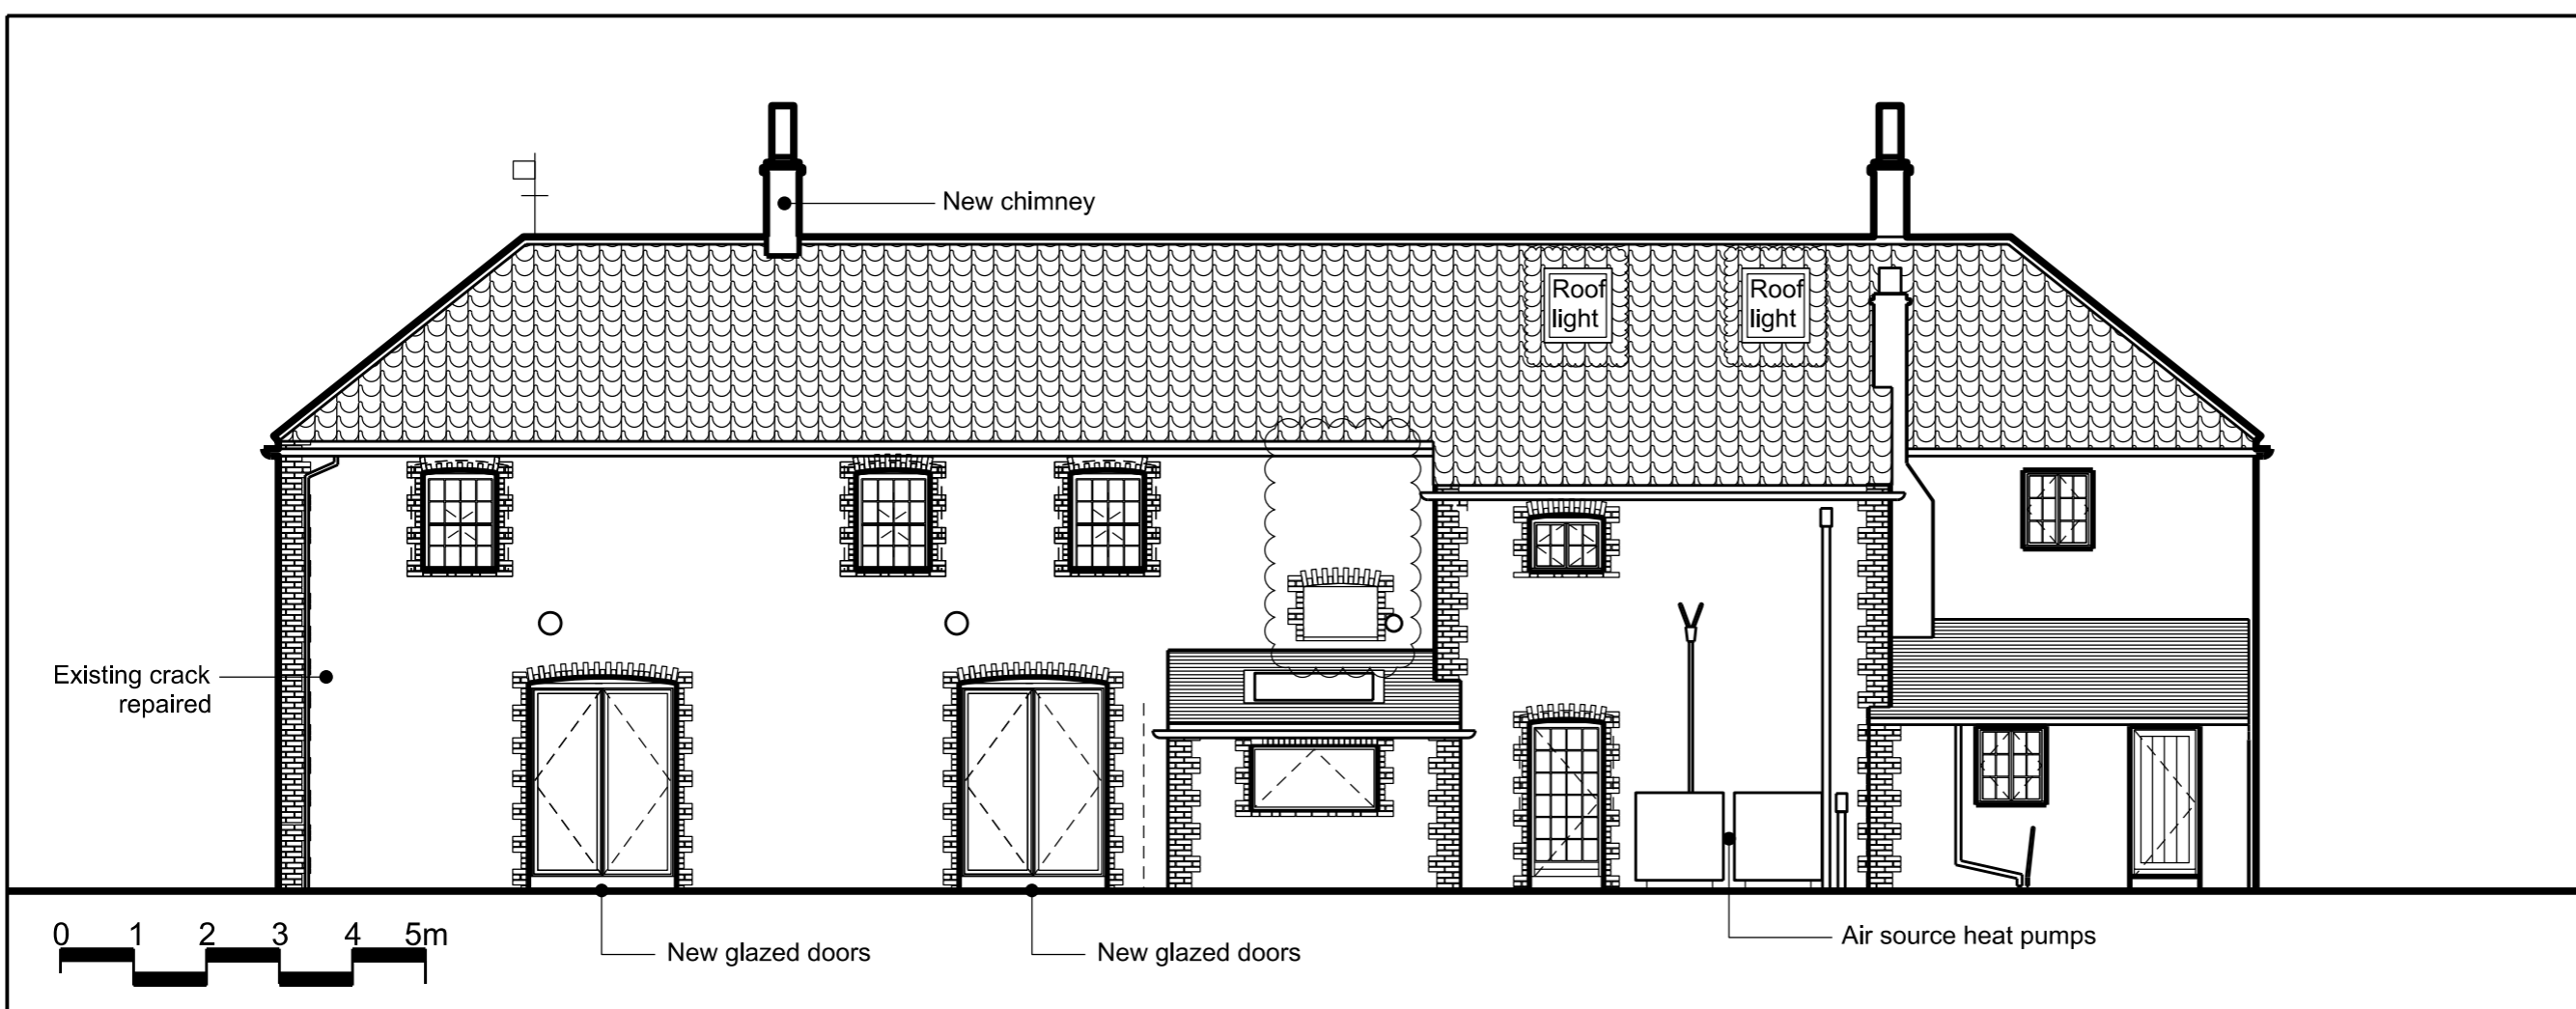 New chimney
Roof
light
Roof
light
Existing crack
repaired
0 1 2 3 4 5m
New glazed doors
New glazed doors
Air source heat pumps